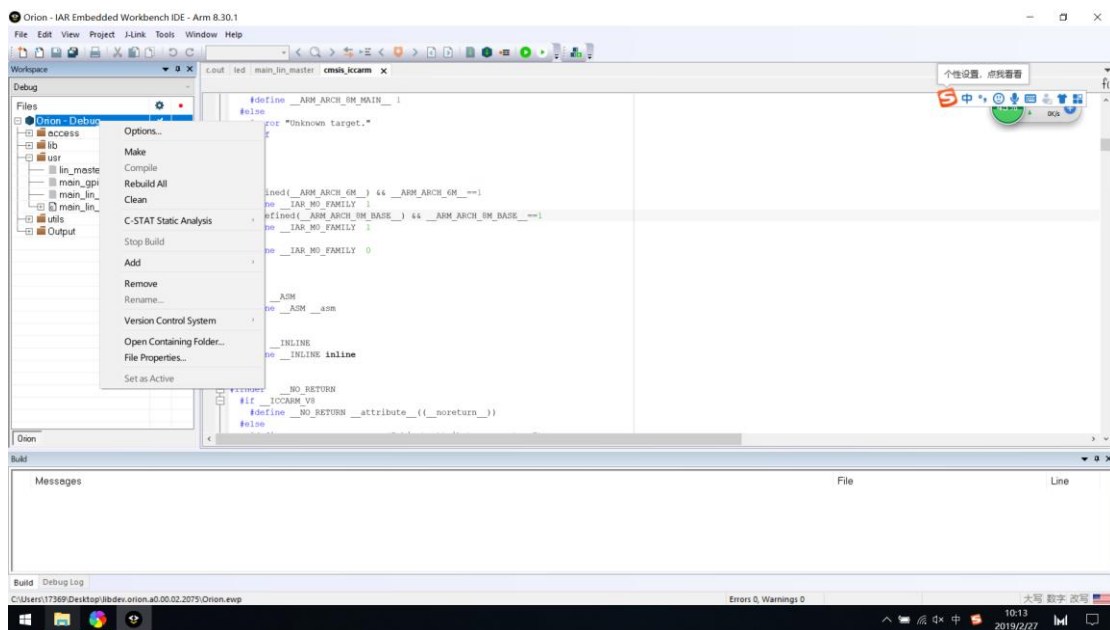 Orion - IAR Embedded Workbench IDE - Arm 8.30.1
File Edit View Project J-Link Tools Window Help
Workspace
c.out led main_lin_master cmsis_iccarm
个性设置，点我看看
Debug
Files
Orion - Debug
access
lib
usr
lin_maste
main_gpi
main_lin_
main_lin_
utils
Output
Options...
Make
Compile
Rebuild All
Clean
C-STAT Static Analysis
Stop Build
Add
Remove
Rename...
Version Control System
Open Containing Folder...
File Properties...
Set as Active
#define __ARM_ARCH_8M_MAIN__ 1
#else
ror "Unknown target."
ined(__ARM_ARCH_6M__) && __ARM_ARCH_6M__==1
ne __IAR_M0_FAMILY 1
efined(__ARM_ARCH_8M_BASE__) && __ARM_ARCH_8M_BASE__==1
ne __IAR_M0_FAMILY 1
ne __IAR_M0_FAMILY 0
__ASM
ne __ASM __asm
__INLINE
ne __INLINE inline
__NO_RETURN
#if __ICCARM_V8
#define __NO_RETURN __attribute__((__noreturn__))
#else
中
0K/s
Orion
Build
Messages File Line
Build Debug Log
C:\Users\17369\Desktop\libdev.orion.a0.00.02.2075\Orion.ewp Errors 0, Warnings 0 大写 数字 改写
中 10:13
2019/2/27